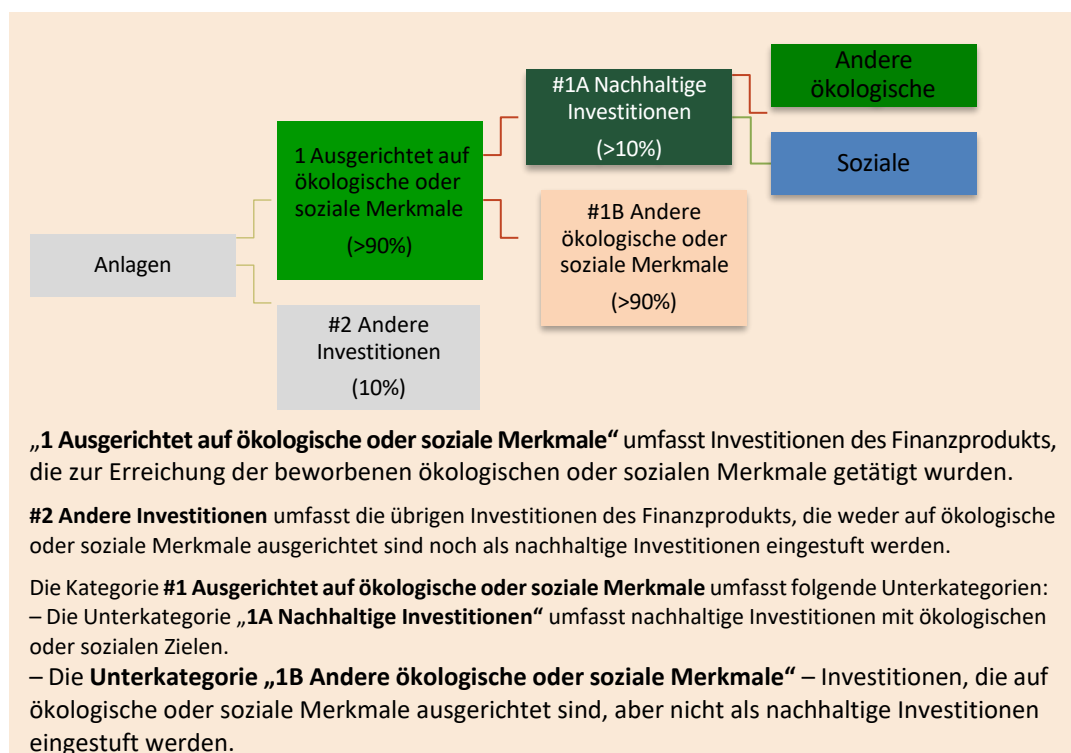 Anlagen
1 Ausgerichtet auf
ökologische oder
soziale Merkmale
(>90%)
#2 Andere
Investitionen
(10%)
#1A Nachhaltige
Investitionen
(>10%)
#1B Andere
ökologische oder
soziale Merkmale
(>90%)
Andere
ökologische
Soziale
„1 Ausgerichtet auf ökologische oder soziale Merkmale“ umfasst Investitionen des Finanzprodukts,
die zur Erreichung der beworbenen ökologischen oder sozialen Merkmale getätigt wurden.
#2 Andere Investitionen umfasst die übrigen Investitionen des Finanzprodukts, die weder auf ökologische
oder soziale Merkmale ausgerichtet sind noch als nachhaltige Investitionen eingestuft werden.
Die Kategorie #1 Ausgerichtet auf ökologische oder soziale Merkmale umfasst folgende Unterkategorien:
– Die Unterkategorie „1A Nachhaltige Investitionen“ umfasst nachhaltige Investitionen mit ökologischen
oder sozialen Zielen.
– Die Unterkategorie „1B Andere ökologische oder soziale Merkmale“ – Investitionen, die auf
ökologische oder soziale Merkmale ausgerichtet sind, aber nicht als nachhaltige Investitionen
eingestuft werden.